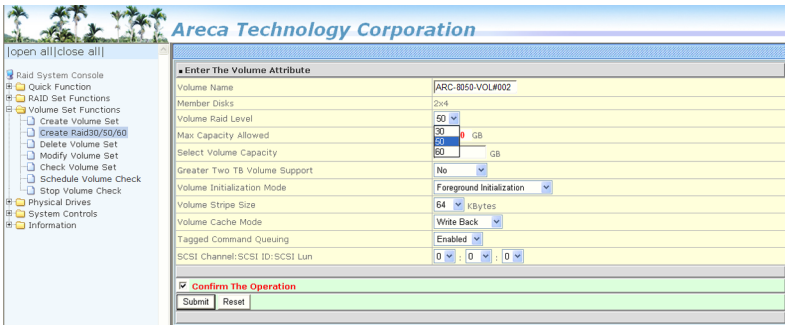 Areca Technology Corporation
|open all|close all|
Raid System Console
Quick Function
RAID Set Functions
Volume Set Functions
Create Volume Set
Create Raid30/50/60
Delete Volume Set
Modify Volume Set
Check Volume Set
Schedule Volume Check
Stop Volume Check
Physical Drives
System Controls
Information
Enter The Volume Attribute
Volume Name ARC-8050-VOL#002
Member Disks 2x4
Volume Raid Level 50
30
50
60
Max Capacity Allowed 0 GB
Select Volume Capacity GB
Greater Two TB Volume Support No
Volume Initialization Mode Foreground Initialization
Volume Stripe Size 64 KBytes
Volume Cache Mode Write Back
Tagged Command Queuing Enabled
SCSI Channel:SCSI ID:SCSI Lun 0 : 0 : 0
Confirm The Operation
Submit Reset